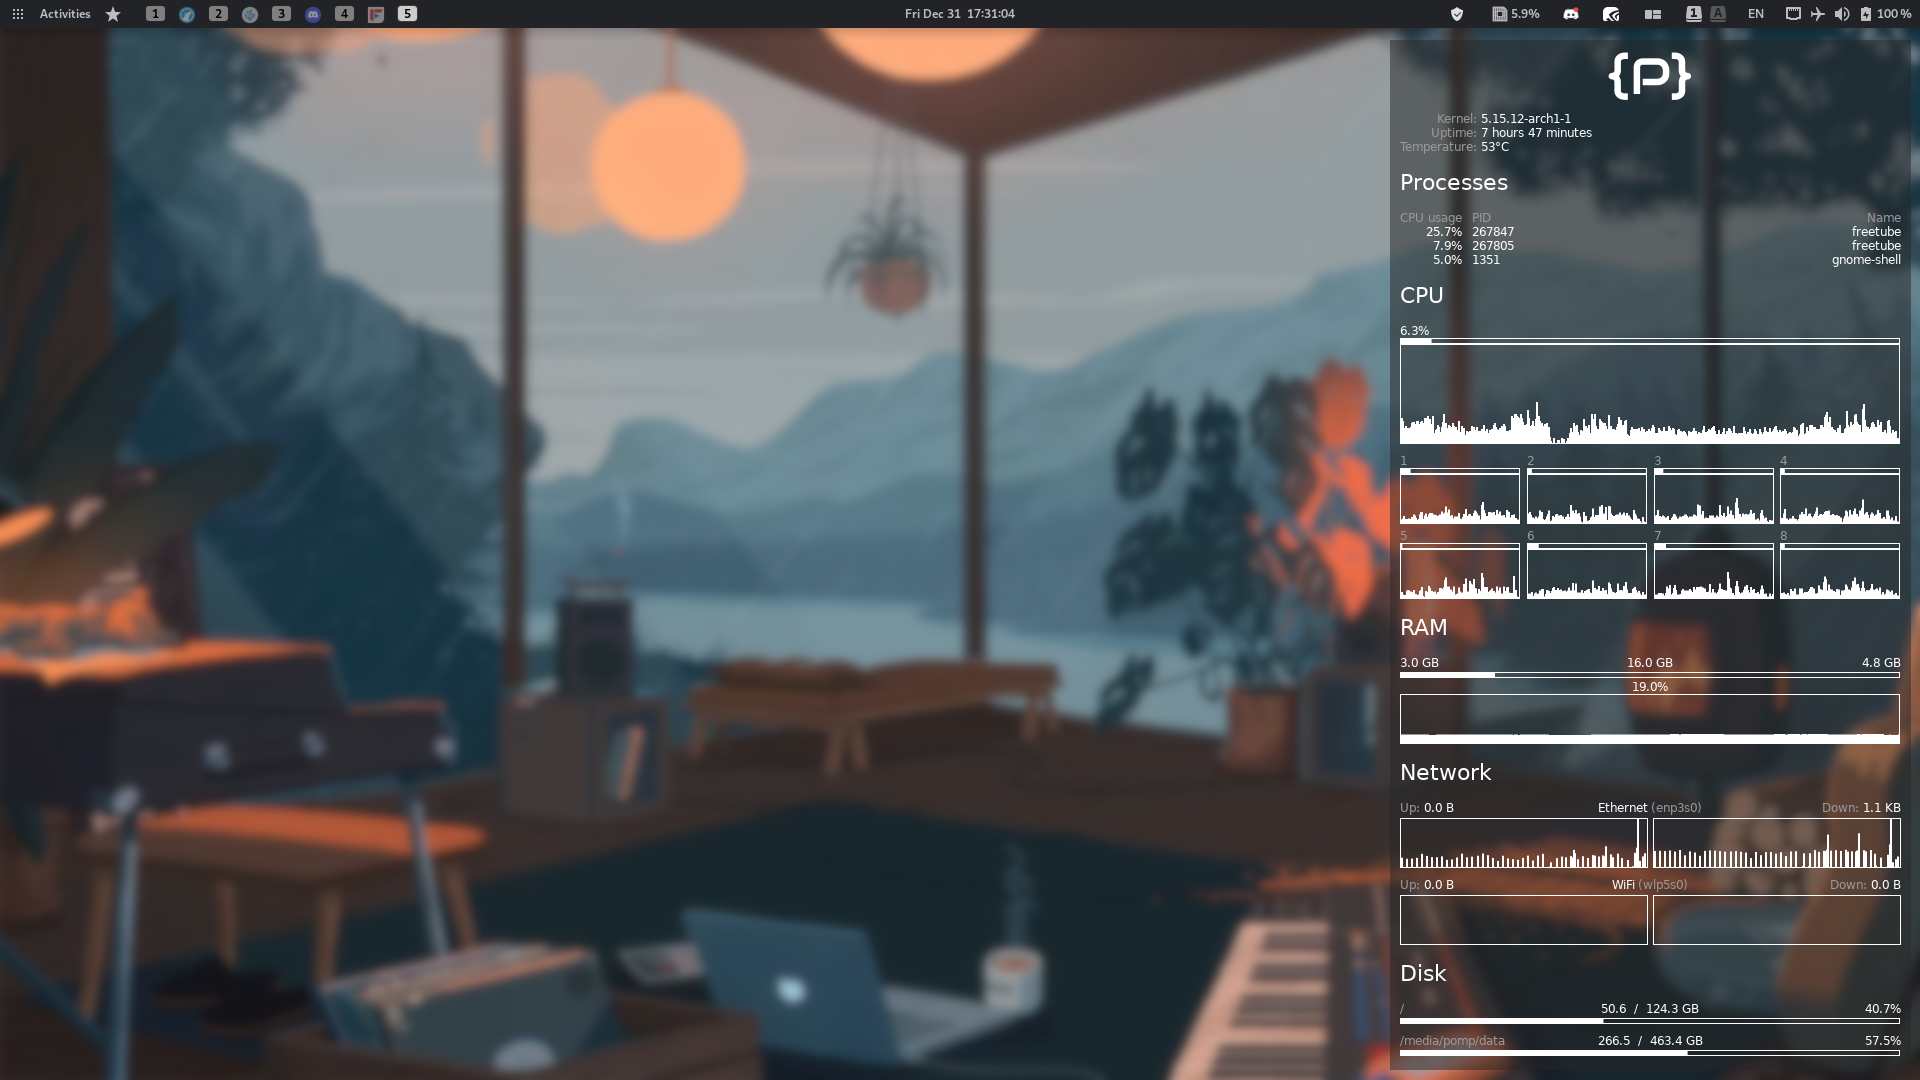 Activities 1 2 3 4 5 Fri Dec 31 17:31:04 5.9% 1 A EN 100 %
{P}
Kernel: 5.15.12-arch1-1
Uptime: 7 hours 47 minutes
Temperature: 53°C
Processes
CPU usage PID Name
25.7% 267847 freetube
7.9% 267805 freetube
5.0% 1351 gnome-shell
CPU
6.3%
1 2 3 4
5 6 7 8
RAM
3.0 GB 16.0 GB 4.8 GB
19.0%
Network
Up: 0.0 B Ethernet (enp3s0) Down: 1.1 KB
Up: 0.0 B WiFi (wlp5s0) Down: 0.0 B
Disk
/ 50.6 / 124.3 GB 40.7%
/media/pomp/data 266.5 / 463.4 GB 57.5%